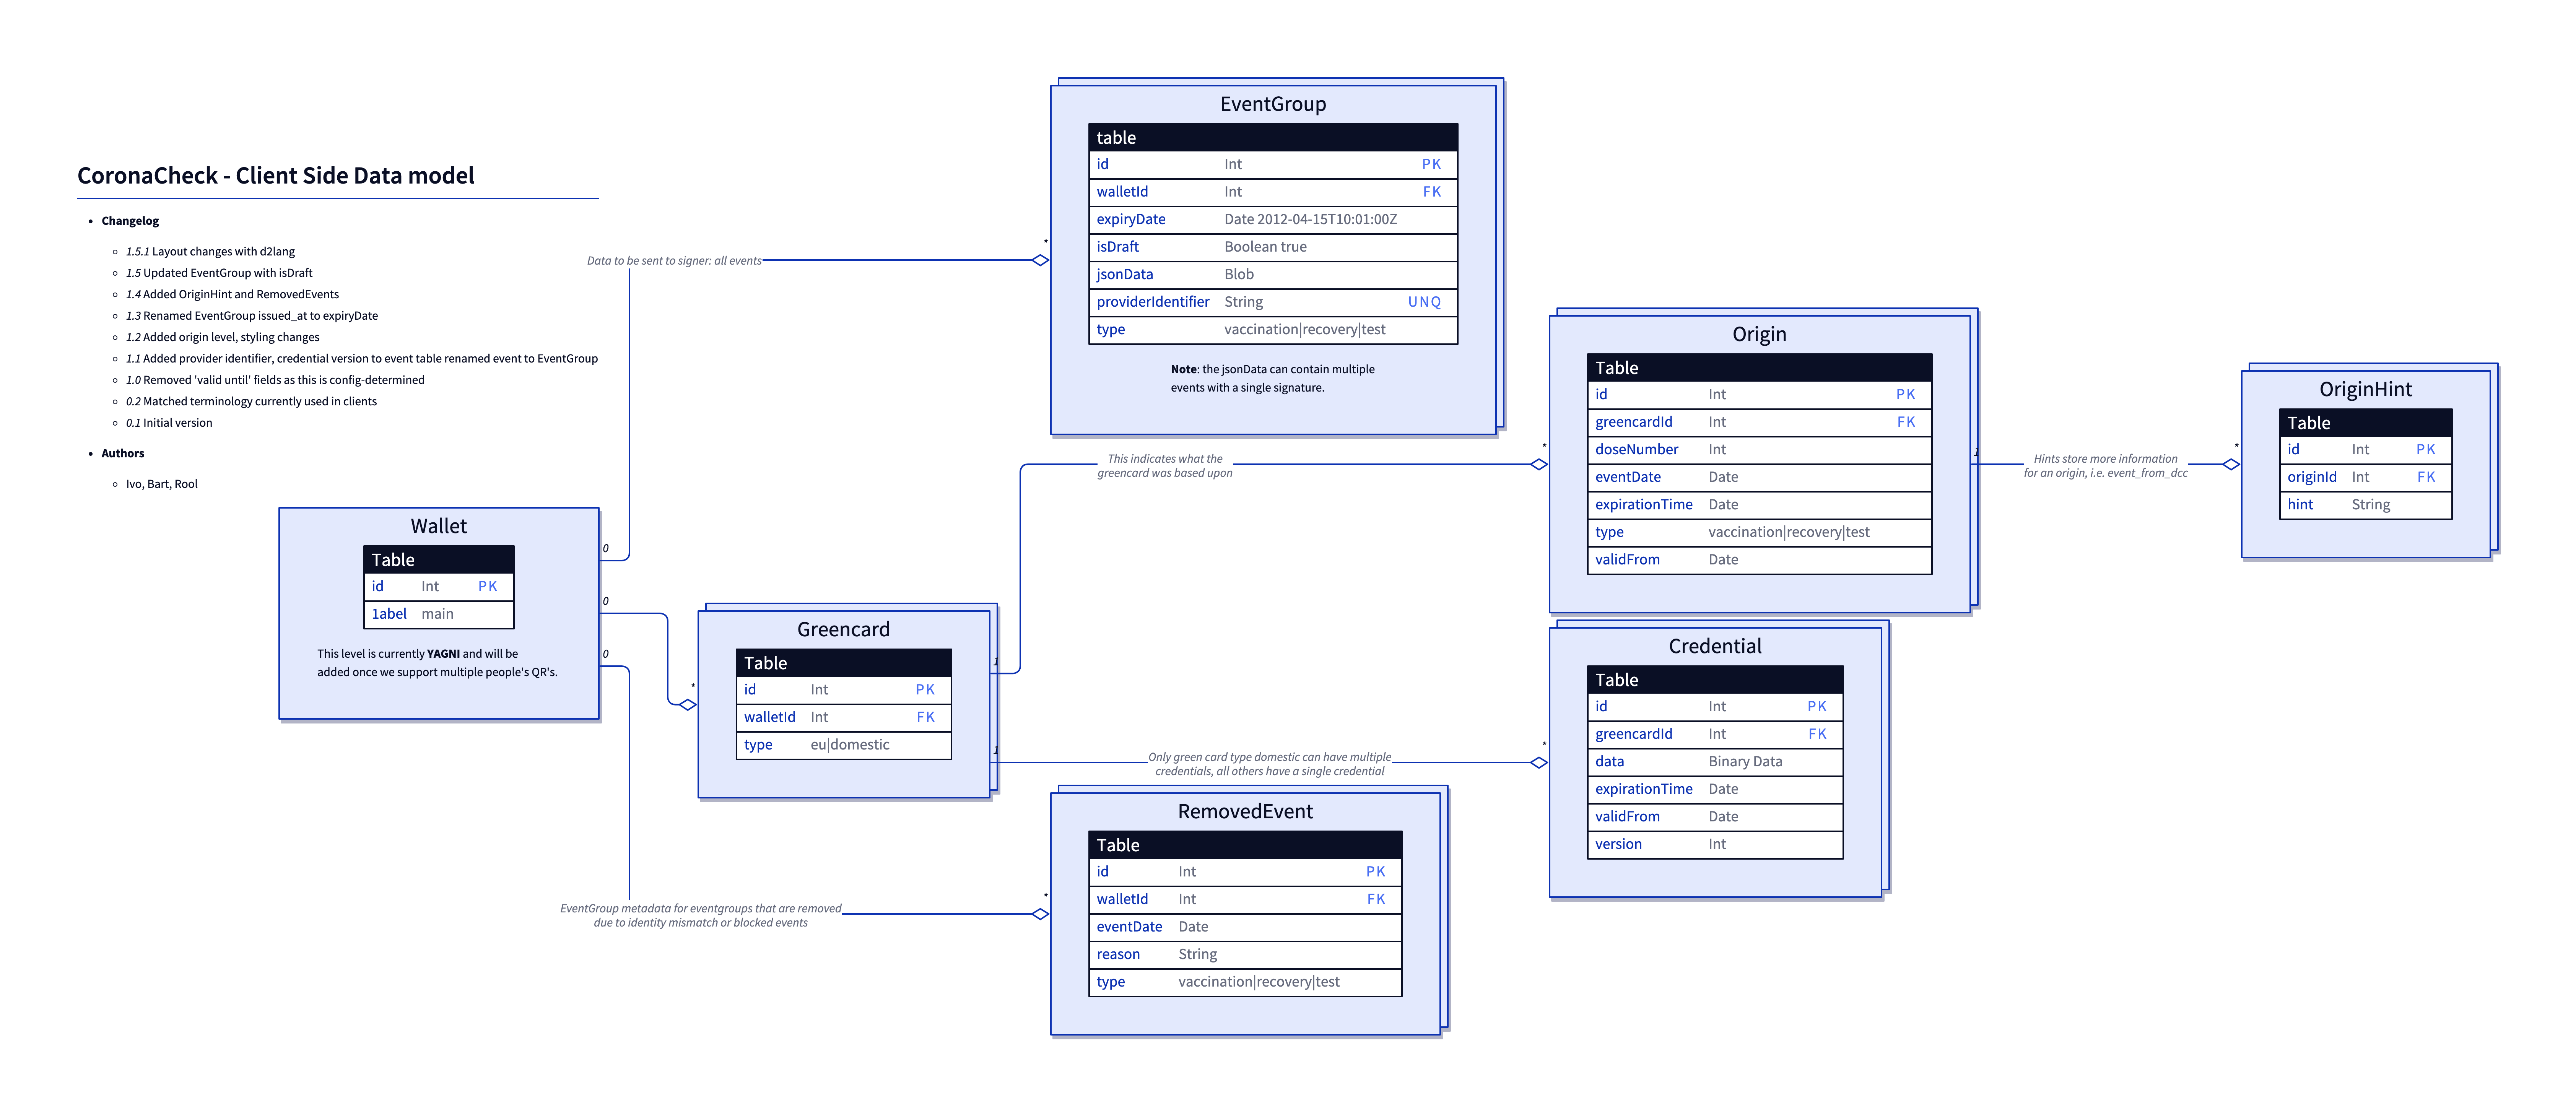 CoronaCheck - Client Side Data model
Changelog
1.5.1 Layout changes with d2lang
1.5 Updated EventGroup with isDraft
1.4 Added OriginHint and RemovedEvents
1.3 Renamed EventGroup issued_at to expiryDate
1.2 Added origin level, styling changes
1.1 Added provider identifier, credential version to event table renamed event to EventGroup
1.0 Removed 'valid until' fields as this is config-determined
0.2 Matched terminology currently used in clients
0.1 Initial version
Authors
Ivo, Bart, Rool
Wallet
Table
id Int PK
1abel main
This level is currently YAGNI and will be
added once we support multiple people's QR's.
0
0
0
Data to be sent to signer: all events
*
EventGroup
table
id Int PK
walletId Int FK
expiryDate Date 2012-04-15T10:01:00Z
isDraft Boolean true
jsonData Blob
providerIdentifier String UNQ
type vaccination|recovery|test
Note: the jsonData can contain multiple
events with a single signature.
*
Greencard
Table
id Int PK
walletId Int FK
type eu|domestic
1
1
This indicates what the
greencard was based upon
*
Only green card type domestic can have multiple
credentials, all others have a single credential
*
EventGroup metadata for eventgroups that are removed
due to identity mismatch or blocked events
*
RemovedEvent
Table
id Int PK
walletId Int FK
eventDate Date
reason String
type vaccination|recovery|test
Origin
Table
id Int PK
greencardId Int FK
doseNumber Int
eventDate Date
expirationTime Date
type vaccination|recovery|test
validFrom Date
1
Credential
Table
id Int PK
greencardId Int FK
data Binary Data
expirationTime Date
validFrom Date
version Int
Hints store more information
for an origin, i.e. event_from_dcc
*
OriginHint
Table
id Int PK
originId Int FK
hint String